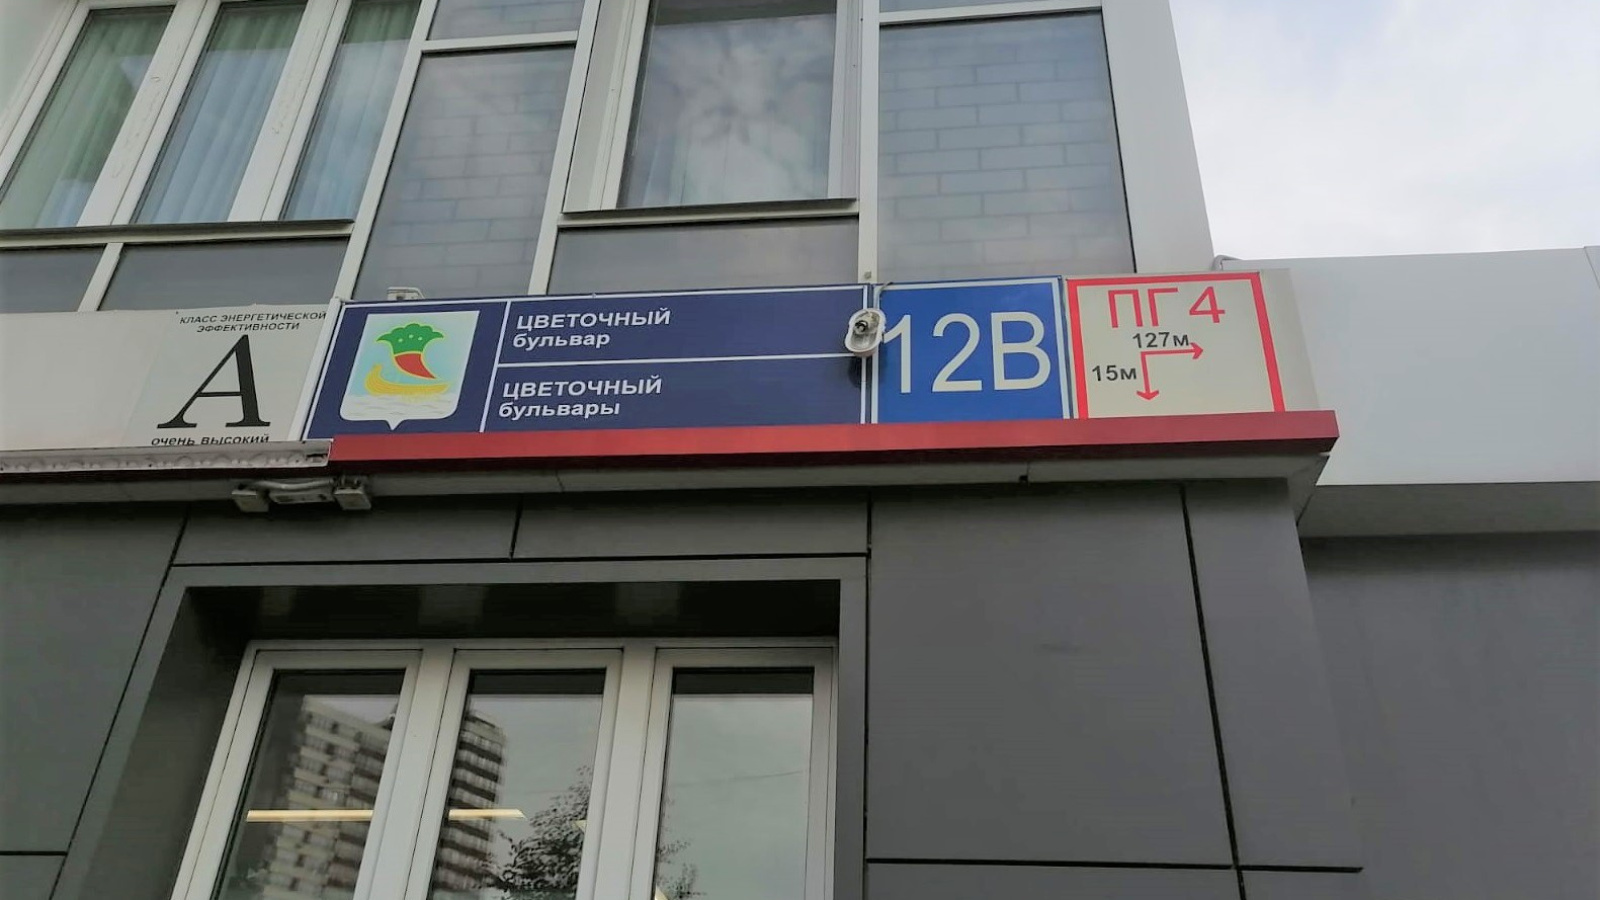 КЛАСС ЭНЕРГЕТИЧЕСКОЙ
ЭФФЕКТИВНОСТИ
А
очень высокий
ЦВЕТОЧНЫЙ
бульвар
ЦВЕТОЧНЫЙ
бульвары
12В
ПГ4
127м
15м